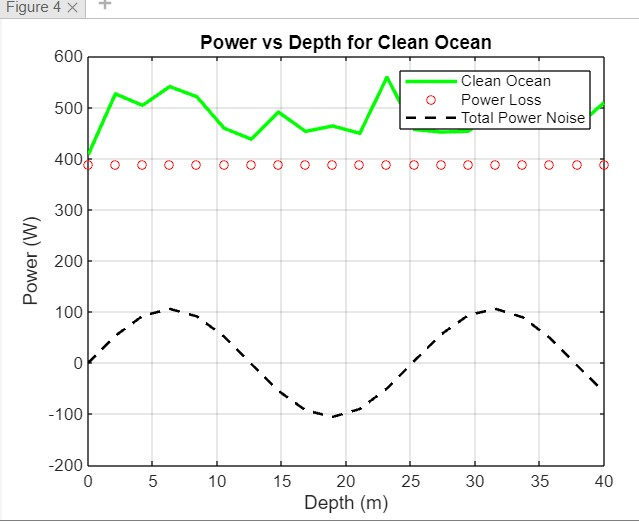 Figure 4 × +
Power vs Depth for Clean Ocean
Clean Ocean
Power Loss
Total Power Noise
600
500
400
300
200
100
0
-100
-200
Power (W)
0 5 10 15 20 25 30 35 40
Depth (m)